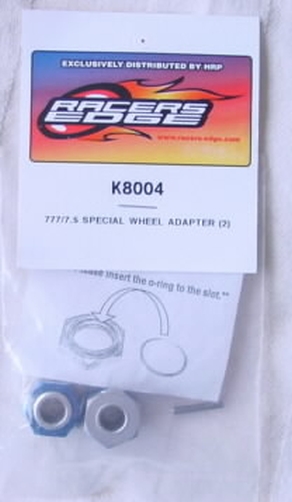 EXCLUSIVELY DISTRIBUTED BY HRP
RACERS
EDGE
www.racers-edge.com
K8004
777/7.5 SPECIAL WHEEL ADAPTER (2)
insert the o-ring to the slot.**